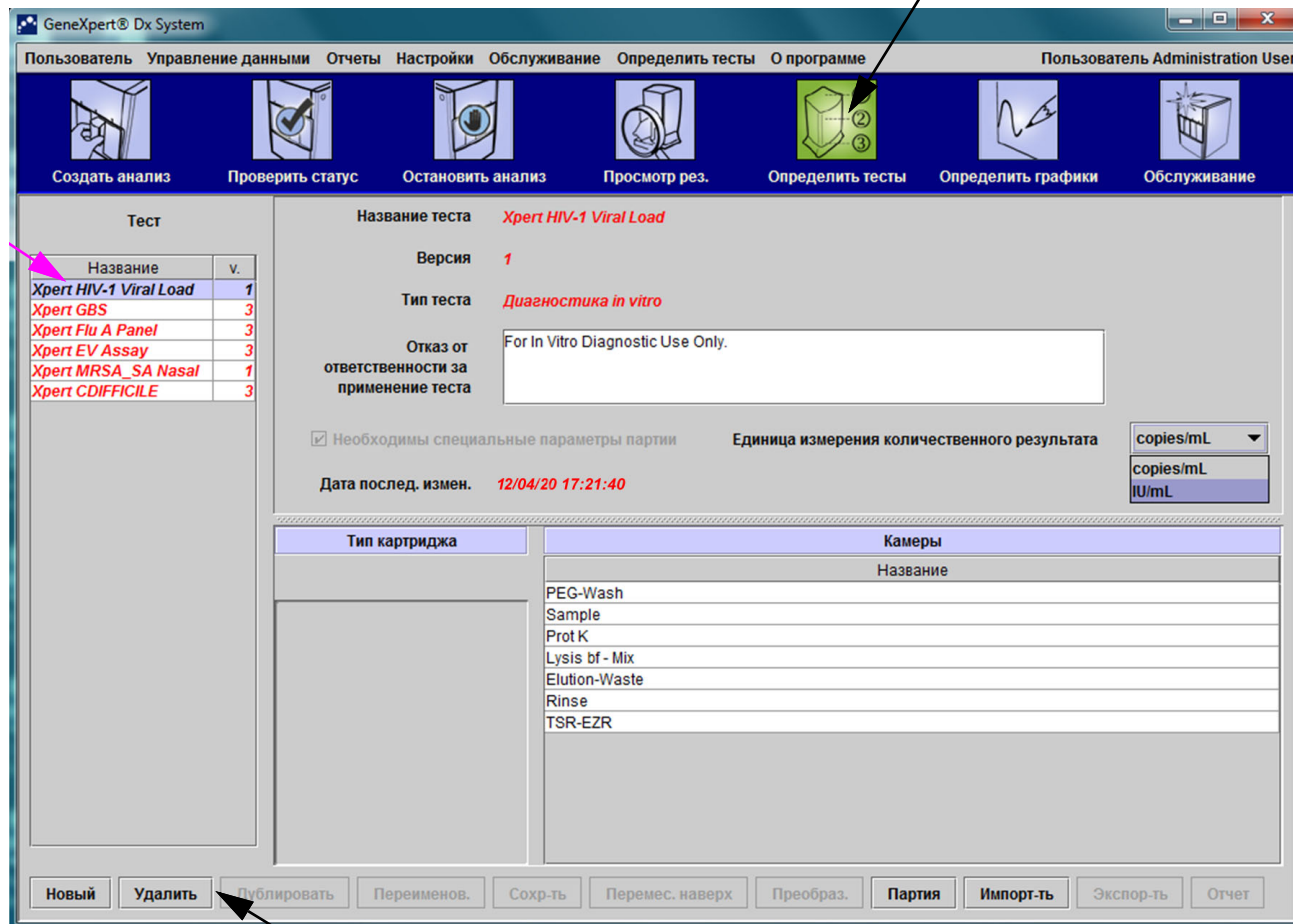 GeneXpert® Dx System
Пользователь Управление данными Отчеты Настройки Обслуживание Определить тесты О программе Пользователь Administration User
② 
③
Создать анализ Проверить статус Остановить анализ Просмотр рез. Определить тесты Определить графики Обслуживание
Тест
Название v.
Xpert HIV-1 Viral Load 1
Xpert GBS 3
Xpert Flu A Panel 3
Xpert EV Assay 3
Xpert MRSA_SA Nasal 1
Xpert CDIFFICILE 3
Название теста Xpert HIV-1 Viral Load
Версия 1
Тип теста Диагностика in vitro
Отказ от
ответственности за
применение теста
For In Vitro Diagnostic Use Only.
Необходимы специальные параметры партии Единица измерения количественного результата copies/mL
copies/mL
IU/mL
Дата послед. измен. 12/04/20 17:21:40
Тип картриджа Камеры
Название
PEG-Wash
Sample
Prot K
Lysis bf - Mix
Elution-Waste
Rinse
TSR-EZR
Новый Удалить Дублировать Переименов. Сохр-ть Перемес. наверх Преобраз. Партия Импорт-ть Экспор-ть Отчет